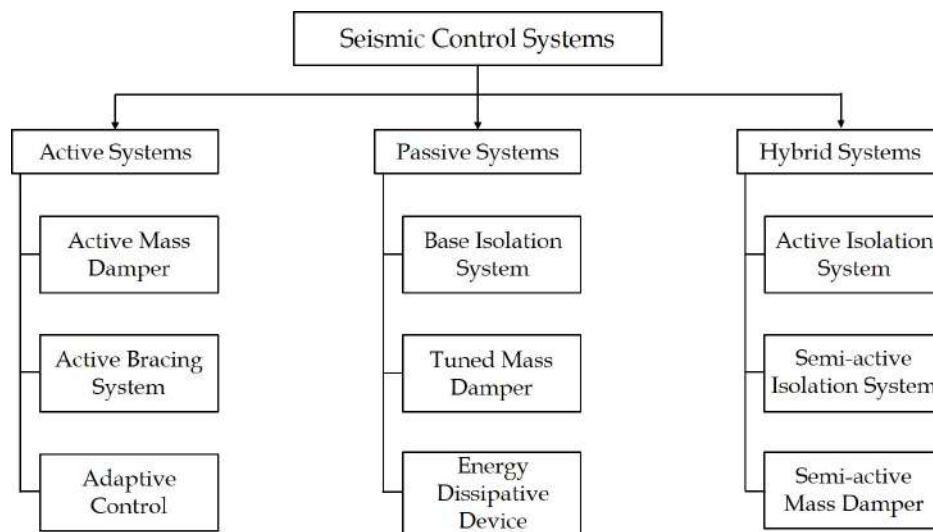 Seismic Control Systems
Active Systems
Passive Systems
Hybrid Systems
Active Mass
Damper
Base Isolation
System
Active Isolation
System
Active Bracing
System
Tuned Mass
Damper
Semi-active
Isolation System
Adaptive
Control
Energy
Dissipative
Device
Semi-active
Mass Damper